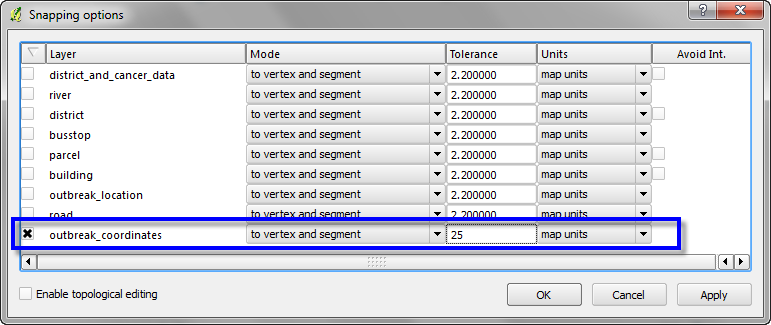 Snapping options
Layer Mode Tolerance Units Avoid Int.
district_and_cancer_data to vertex and segment 2.200000 map units
river to vertex and segment 2.200000 map units
district to vertex and segment 2.200000 map units
busstop to vertex and segment 2.200000 map units
parcel to vertex and segment 2.200000 map units
building to vertex and segment 2.200000 map units
outbreak_location to vertex and segment 2.200000 map units
road to vertex and segment 2.200000 map units
outbreak_coordinates to vertex and segment 25 map units
Enable topological editing OK Cancel Apply